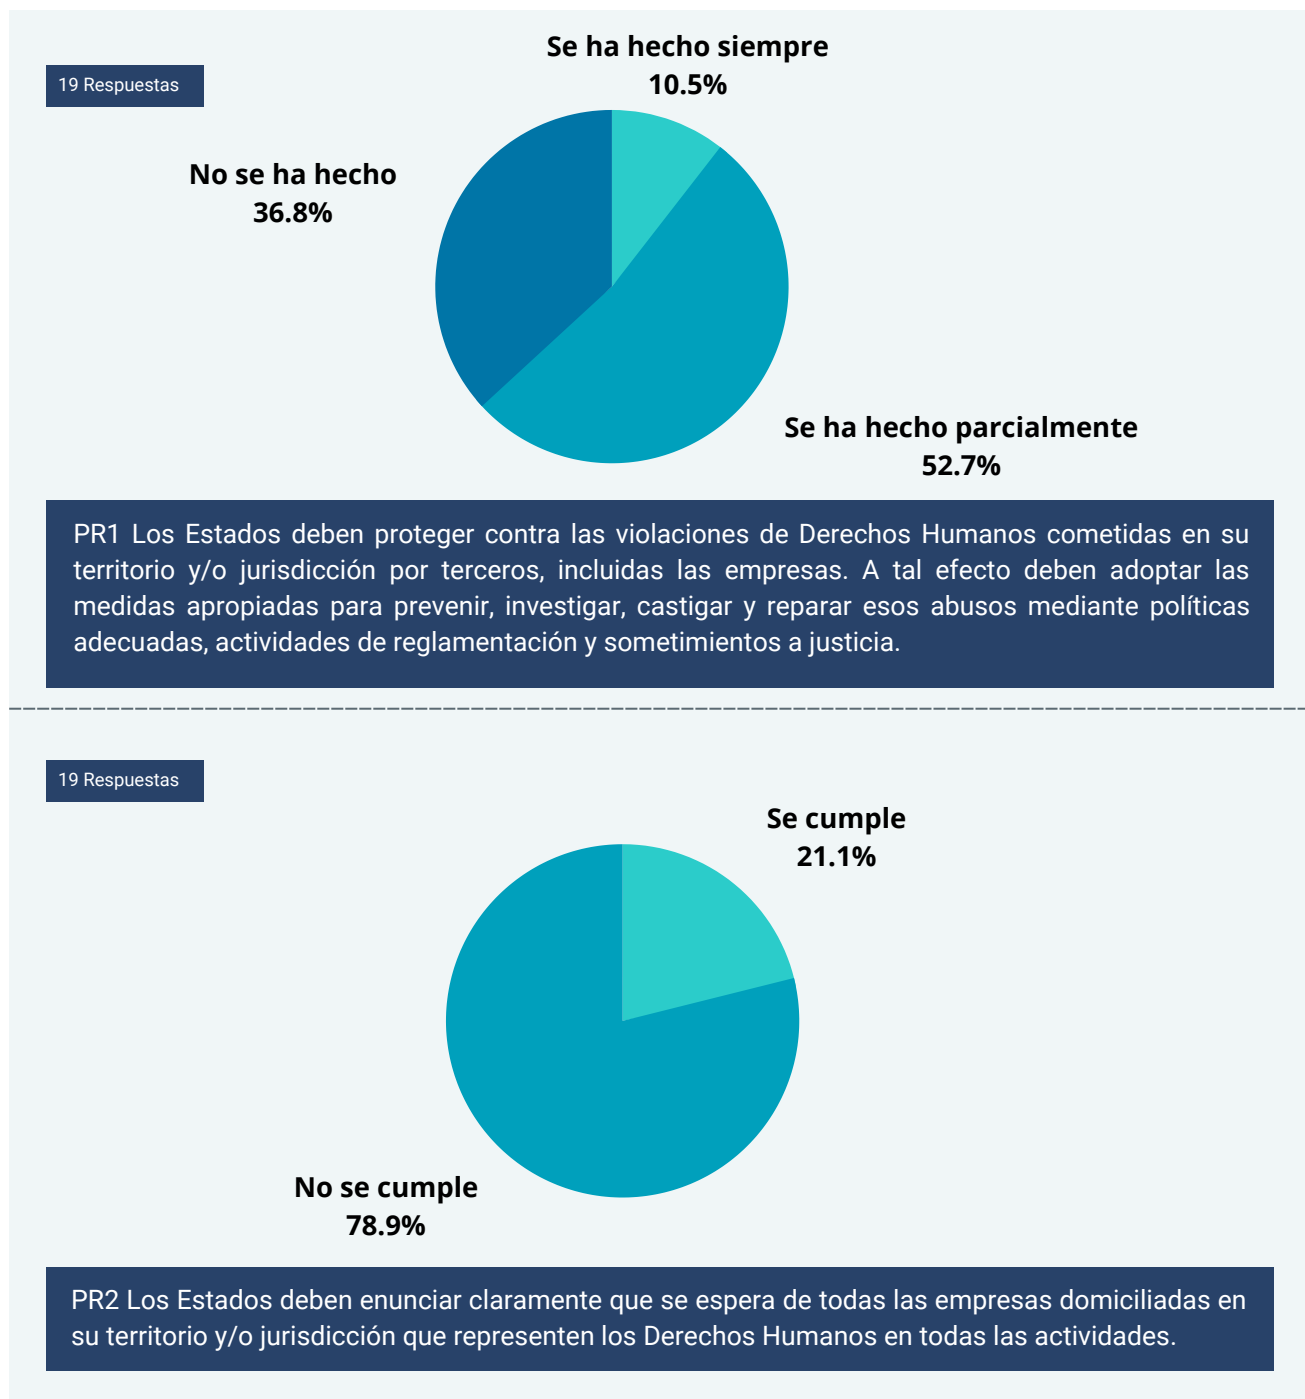 Se ha hecho siempre
10.5%
19 Respuestas
No se ha hecho
36.8%
Se ha hecho parcialmente
52.7%
PR1 Los Estados deben proteger contra las violaciones de Derechos Humanos cometidas en su
territorio y/o jurisdicción por terceros, incluidas las empresas. A tal efecto deben adoptar las
medidas apropiadas para prevenir, investigar, castigar y reparar esos abusos mediante políticas
adecuadas, actividades de reglamentación y sometimientos a justicia.
19 Respuestas
Se cumple
21.1%
No se cumple
78.9%
PR2 Los Estados deben enunciar claramente que se espera de todas las empresas domiciliadas en
su territorio y/o jurisdicción que representen los Derechos Humanos en todas las actividades.